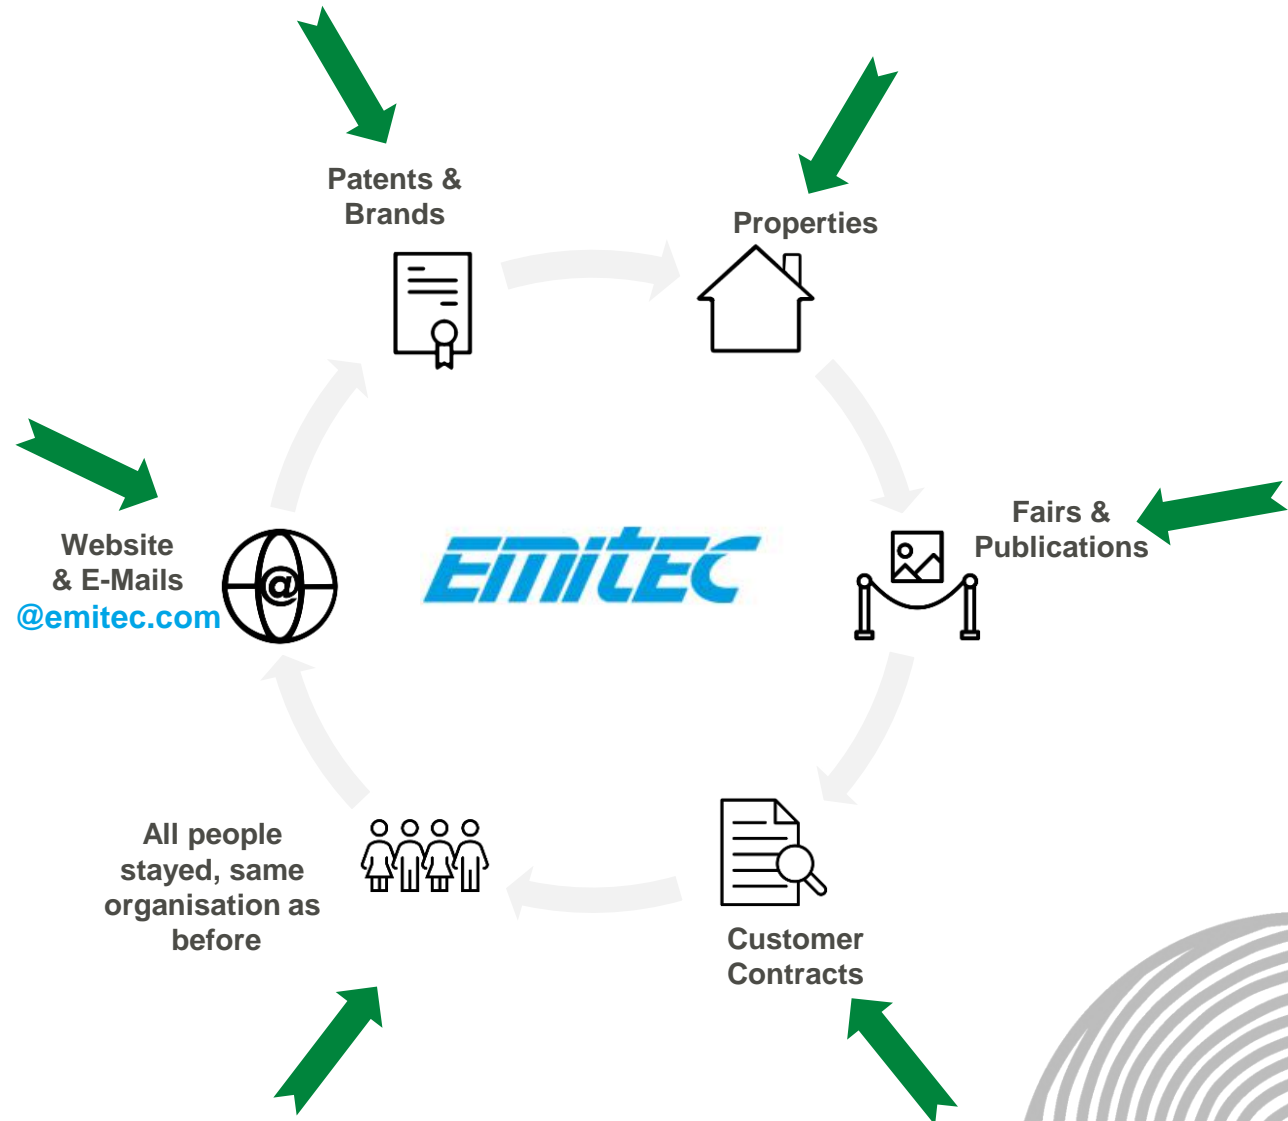 Patents &
Brands
Properties
Fairs &
Publications
Website
& E-Mails
@emitec.com
@
EMITEC
All people
stayed, same
organisation as
before
Customer
Contracts